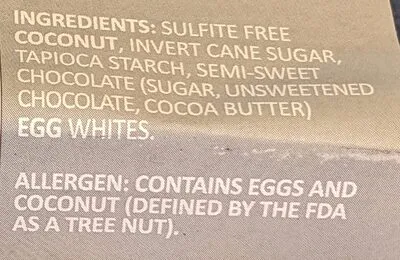 INGREDIENTS: SULFITE FREE
COCONUT, INVERT CANE SUGAR,
TAPIOCA STARCH, SEMI-SWEET
CHOCOLATE (SUGAR, UNSWEETENED
CHOCOLATE, COCOA BUTTER)
EGG WHITES.
ALLERGEN: CONTAINS EGGS AND
COCONUT (DEFINED BY THE FDA
AS A TREE NUT).